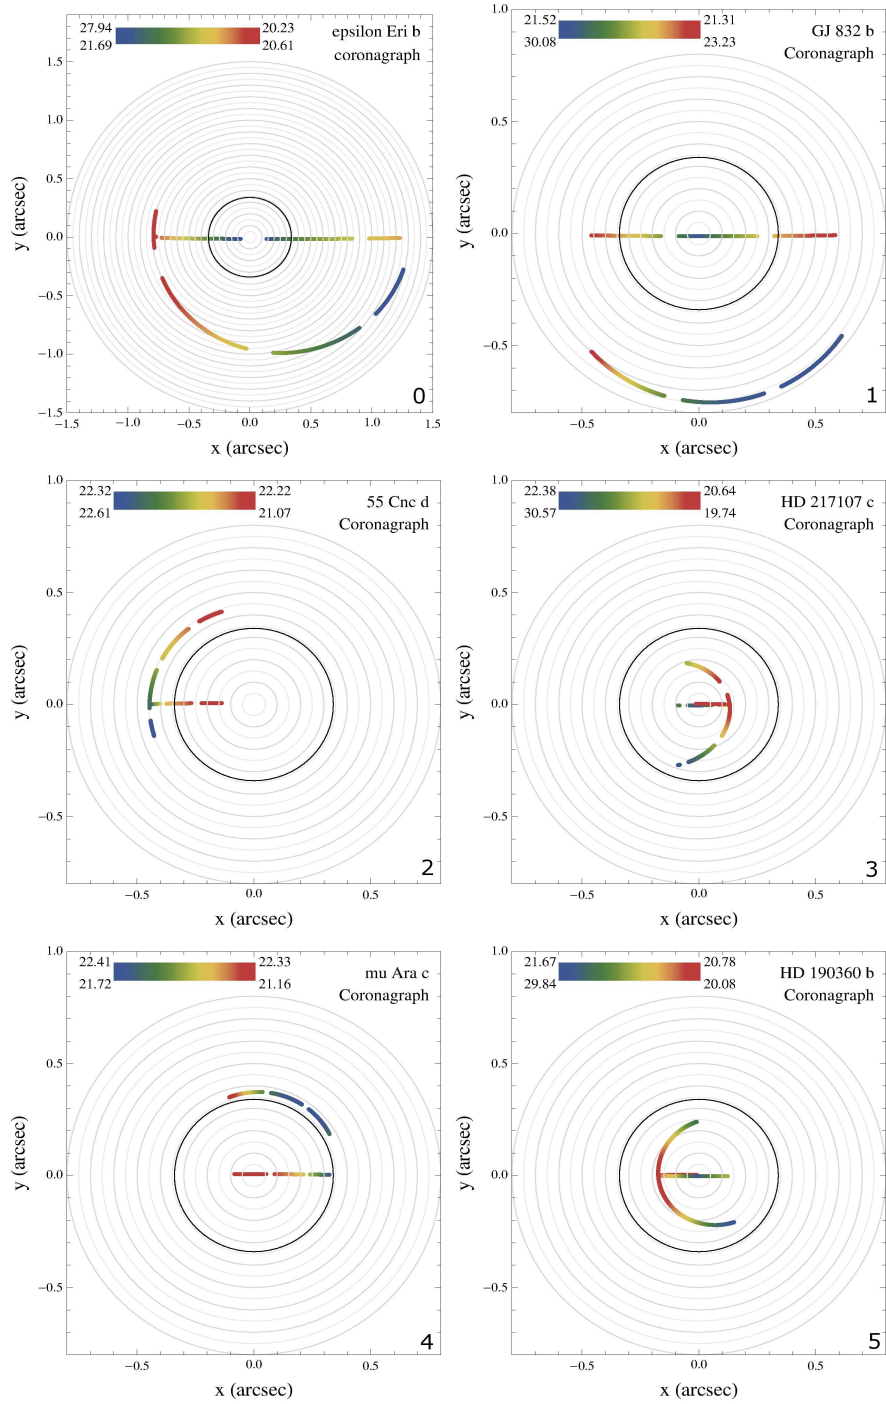 27.94 20.23 epsilon Eri b
21.69 20.61 coronagraph
1.5
1.0
0.5
0.0
−0.5
−1.0
−1.5
y (arcsec)
−1.5 −1.0 −0.5 0.0 0.5 1.0 1.5
x (arcsec)
0
21.52 21.31 GJ 832 b
30.08 23.23 Coronagraph
1.0
0.5
0.0
−0.5
y (arcsec)
−0.5 0.0 0.5
x (arcsec)
1
22.32 22.22 55 Cnc d
22.61 21.07 Coronagraph
1.0
0.5
0.0
−0.5
y (arcsec)
−0.5 0.0 0.5
x (arcsec)
2
22.38 20.64 HD 217107 c
30.57 19.74 Coronagraph
1.0
0.5
0.0
−0.5
y (arcsec)
−0.5 0.0 0.5
x (arcsec)
3
22.41 22.33 mu Ara c
21.72 21.16 Coronagraph
1.0
0.5
0.0
−0.5
y (arcsec)
−0.5 0.0 0.5
x (arcsec)
4
21.67 20.78 HD 190360 b
29.84 20.08 Coronagraph
1.0
0.5
0.0
−0.5
y (arcsec)
−0.5 0.0 0.5
x (arcsec)
5